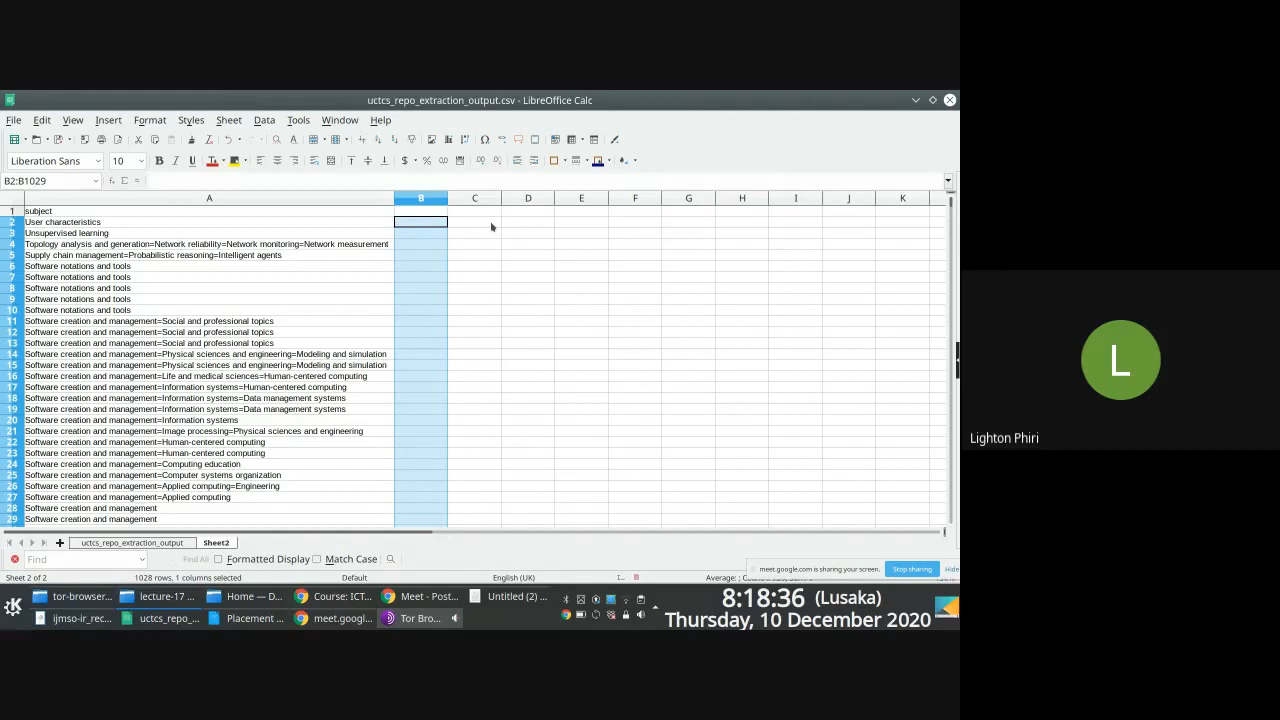 uctcs_repo_extraction_output.csv - LibreOffice Calc
File Edit View Insert Format Styles Sheet Data Tools Window Help
Liberation Sans 10
B2:B1029
A B C D E F G H I J K
1 subject
2 User characteristics
3 Unsupervised learning
4 Topology analysis and generation=Network reliability=Network monitoring=Network measurement
5 Supply chain management=Probabilistic reasoning=Intelligent agents
6 Software notations and tools
7 Software notations and tools
8 Software notations and tools
9 Software notations and tools
10 Software notations and tools
11 Software creation and management=Social and professional topics
12 Software creation and management=Social and professional topics
13 Software creation and management=Social and professional topics
14 Software creation and management=Physical sciences and engineering=Modeling and simulation
15 Software creation and management=Physical sciences and engineering=Modeling and simulation
16 Software creation and management=Life and medical sciences=Human-centered computing
17 Software creation and management=Information systems=Human-centered computing
18 Software creation and management=Information systems=Data management systems
19 Software creation and management=Information systems=Data management systems
20 Software creation and management=Information systems
21 Software creation and management=Image processing=Physical sciences and engineering
22 Software creation and management=Human-centered computing
23 Software creation and management=Human-centered computing
24 Software creation and management=Computing education
25 Software creation and management=Computer systems organization
26 Software creation and management=Applied computing=Engineering
27 Software creation and management=Applied computing
28 Software creation and management
29 Software creation and management
uctcs_repo_extraction_output Sheet2
Find Find All Formatted Display Match Case
meet.google.com is sharing your screen. Stop sharing Hide
Sheet 2 of 2 1028 rows, 1 columns selected Default English (UK) Average: ;
tor-browser... lecture-17 ... Home — D... Course: ICT... Meet - Post... Untitled (2) ...
ijmso-ir_rec... uctcs_repo_... Placement ... meet.googl... Tor Bro...
8:18:36 (Lusaka)
Thursday, 10 December 2020
L
Lighton Phiri